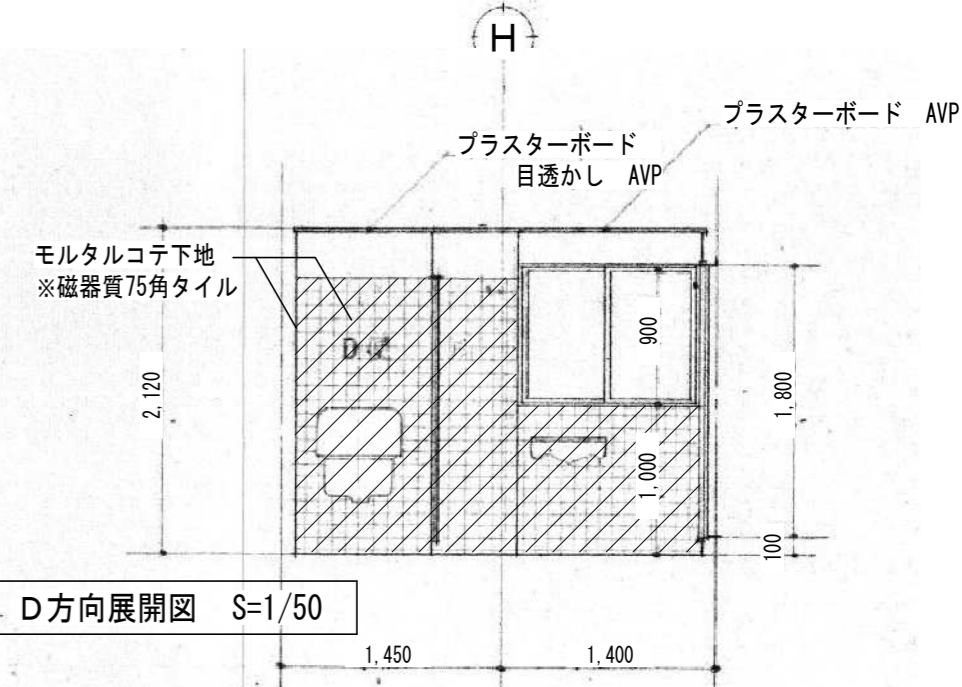 H
プラスターボード AVP
プラスターボード
目透かし AVP
モルタルコテ下地
※磁器質75角タイル
900
2,120
1,800
1,000
100
D方向展開図 S=1/50
1,450
1,400